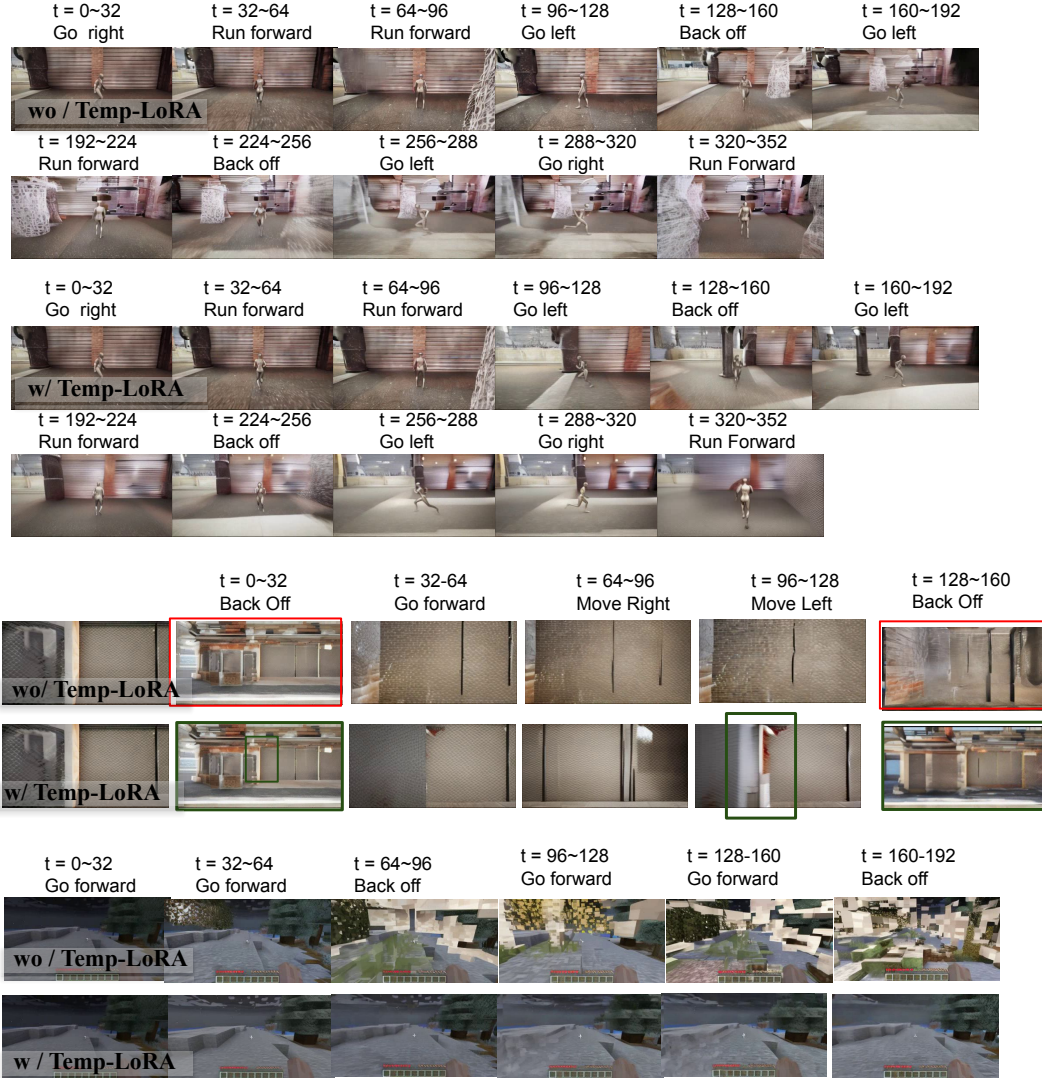 t = 0~32 t = 32~64 t = 64~96 t = 96~128 t = 128~160 t = 160~192
Go right Run forward Run forward Go left Back off Go left
wo / Temp-LoRA
t = 192~224 t = 224~256 t = 256~288 t = 288~320 t = 320~352
Run forward Back off Go left Go right Run Forward
t = 0~32 t = 32~64 t = 64~96 t = 96~128 t = 128~160 t = 160~192
Go right Run forward Run forward Go left Back off Go left
w/ Temp-LoRA
t = 192~224 t = 224~256 t = 256~288 t = 288~320 t = 320~352
Run forward Back off Go left Go right Run Forward
t = 0~32 t = 32-64 t = 64~96 t = 96~128 t = 128~160
Back Off Go forward Move Right Move Left Back Off
wo/ Temp-LoRA
w/ Temp-LoRA
t = 0~32 t = 32~64 t = 64~96 t = 96~128 t = 128-160 t = 160-192
Go forward Go forward Back off Go forward Go forward Back off
wo / Temp-LoRA
w / Temp-LoRA